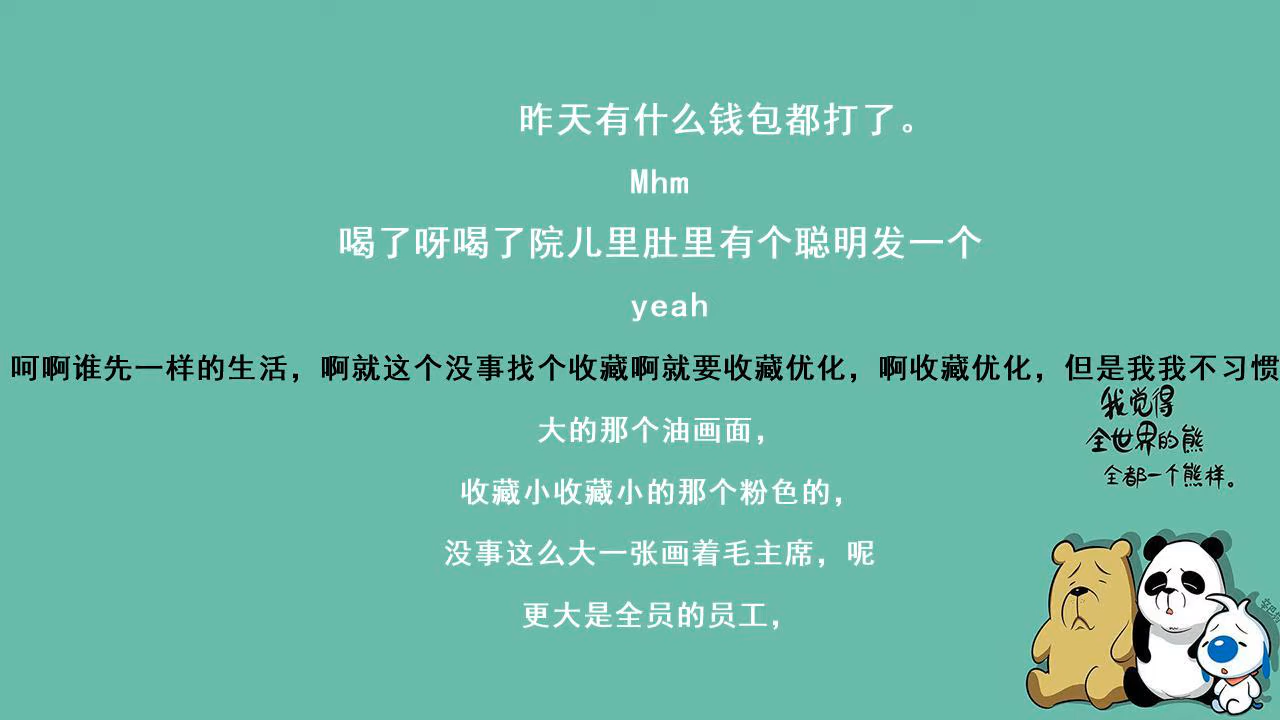 昨天有什么钱包都打了。
Mhm
喝了呀喝了院儿里肚里有个聪明发一个
yeah
呵啊谁先一样的生活，啊就这个没事找个收藏啊就要收藏优化，啊收藏优化，但是我我不习惯
我觉得
全世界的熊
全都一个熊样。
大的那个油画面，
收藏小收藏小的那个粉色的，
没事这么大一张画着毛主席，呢
更大是全员的员工，